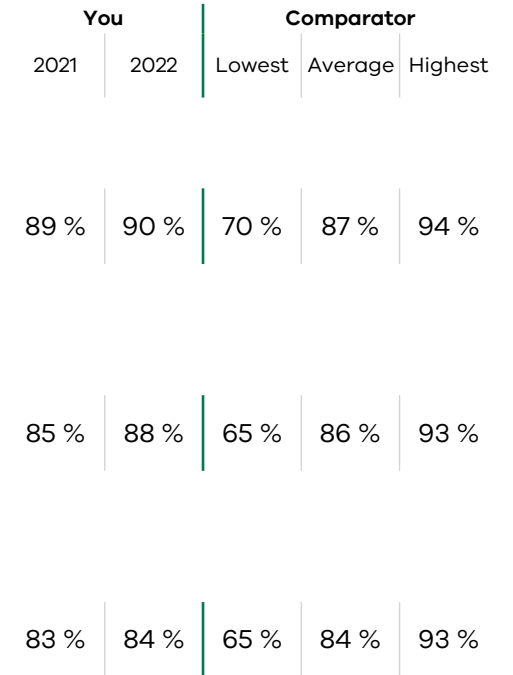 You Comparator
2021 2022 Lowest Average Highest
89 % 90 % 70 % 87 % 94 %
85 % 88 % 65 % 86 % 93 %
83 % 84 % 65 % 84 % 93 %